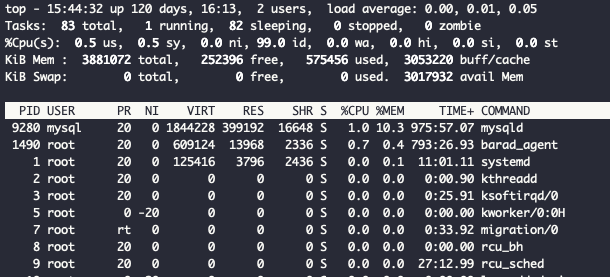 top - 15:44:32 up 120 days, 16:13,  2 users,  load average: 0.00, 0.01, 0.05
Tasks:  83 total,   1 running,  82 sleeping,   0 stopped,   0 zombie
%Cpu(s):  0.5 us,  0.5 sy,  0.0 ni, 99.0 id,  0.0 wa,  0.0 hi,  0.0 si,  0.0 st
KiB Mem :  3881072 total,   252396 free,   575456 used,  3053220 buff/cache
KiB Swap:        0 total,        0 free,        0 used.  3017932 avail Mem
PID USER      PR  NI    VIRT    RES    SHR S  %CPU %MEM     TIME+ COMMAND
9280 mysql     20   0 1844228 399192  16648 S   1.0 10.3 975:57.07 mysqld
1490 root      20   0  609124  13968   2336 S   0.7  0.4 793:26.93 barad_agent
1 root      20   0  125416   3796   2436 S   0.0  0.1  11:01.11 systemd
2 root      20   0       0      0      0 S   0.0  0.0   0:00.90 kthreadd
3 root      20   0       0      0      0 S   0.0  0.0   0:25.91 ksoftirqd/0
5 root       0 -20       0      0      0 S   0.0  0.0   0:00.00 kworker/0:0H
7 root      rt   0       0      0      0 S   0.0  0.0   0:33.92 migration/0
8 root      20   0       0      0      0 S   0.0  0.0   0:00.00 rcu_bh
9 root      20   0       0      0      0 S   0.0  0.0  27:12.99 rcu_sched